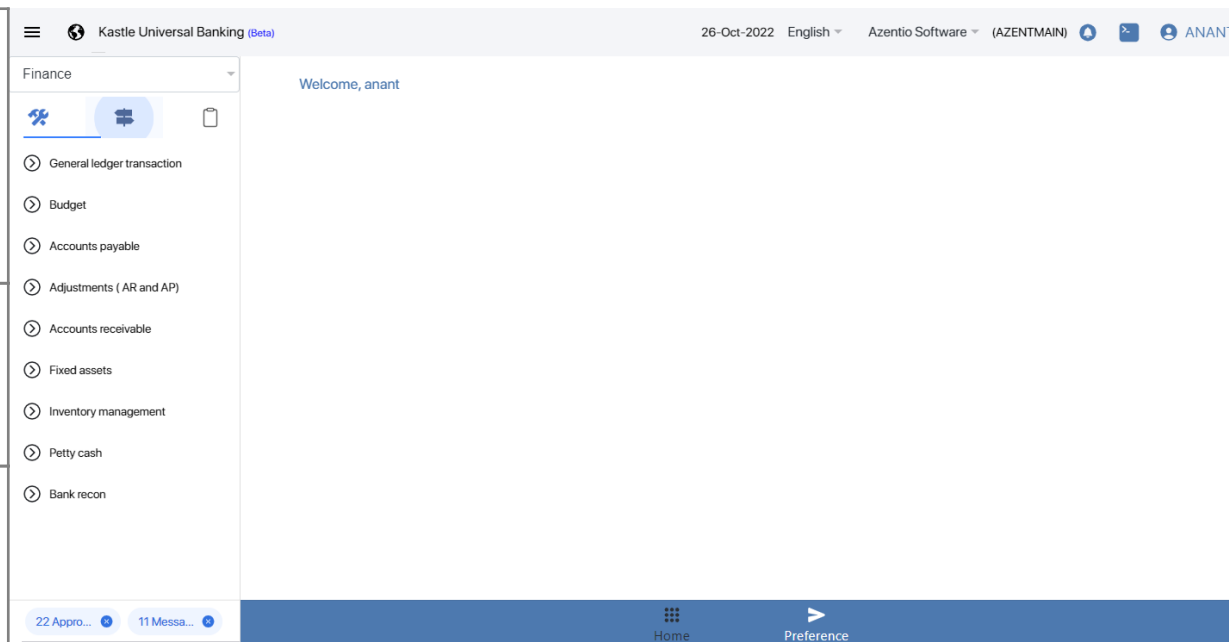 Kastle Universal Banking (Beta)
26-Oct-2022 English Azentio Software (AZENTMAIN) ANANT
Finance
Welcome, anant
General ledger transaction
Budget
Accounts payable
Adjustments ( AR and AP)
Accounts receivable
Fixed assets
Inventory management
Petty cash
Bank recon
22 Appro...
11 Messa...
Home
Preference